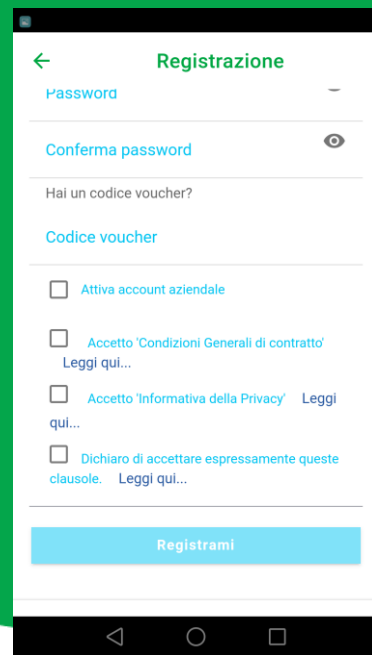 Registrazione
Password
Conferma password
Hai un codice voucher?
Codice voucher
Attiva account aziendale
Accetto 'Condizioni Generali di contratto'
Leggi qui...
Accetto 'Informativa della Privacy' Leggi
qui...
Dichiaro di accettare espressamente queste
clausole. Leggi qui...
Registrami